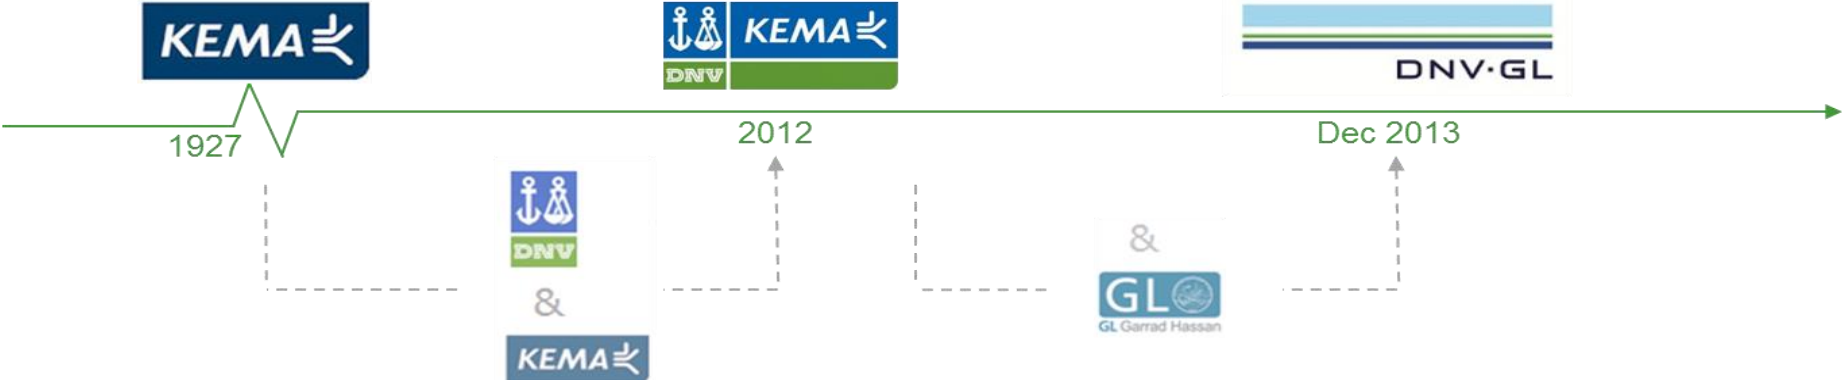 KEMA
DNV
KEMA
DNV·GL
1927
2012
Dec 2013
DNV
&
KEMA
&
GL
GL Garrad Hassan